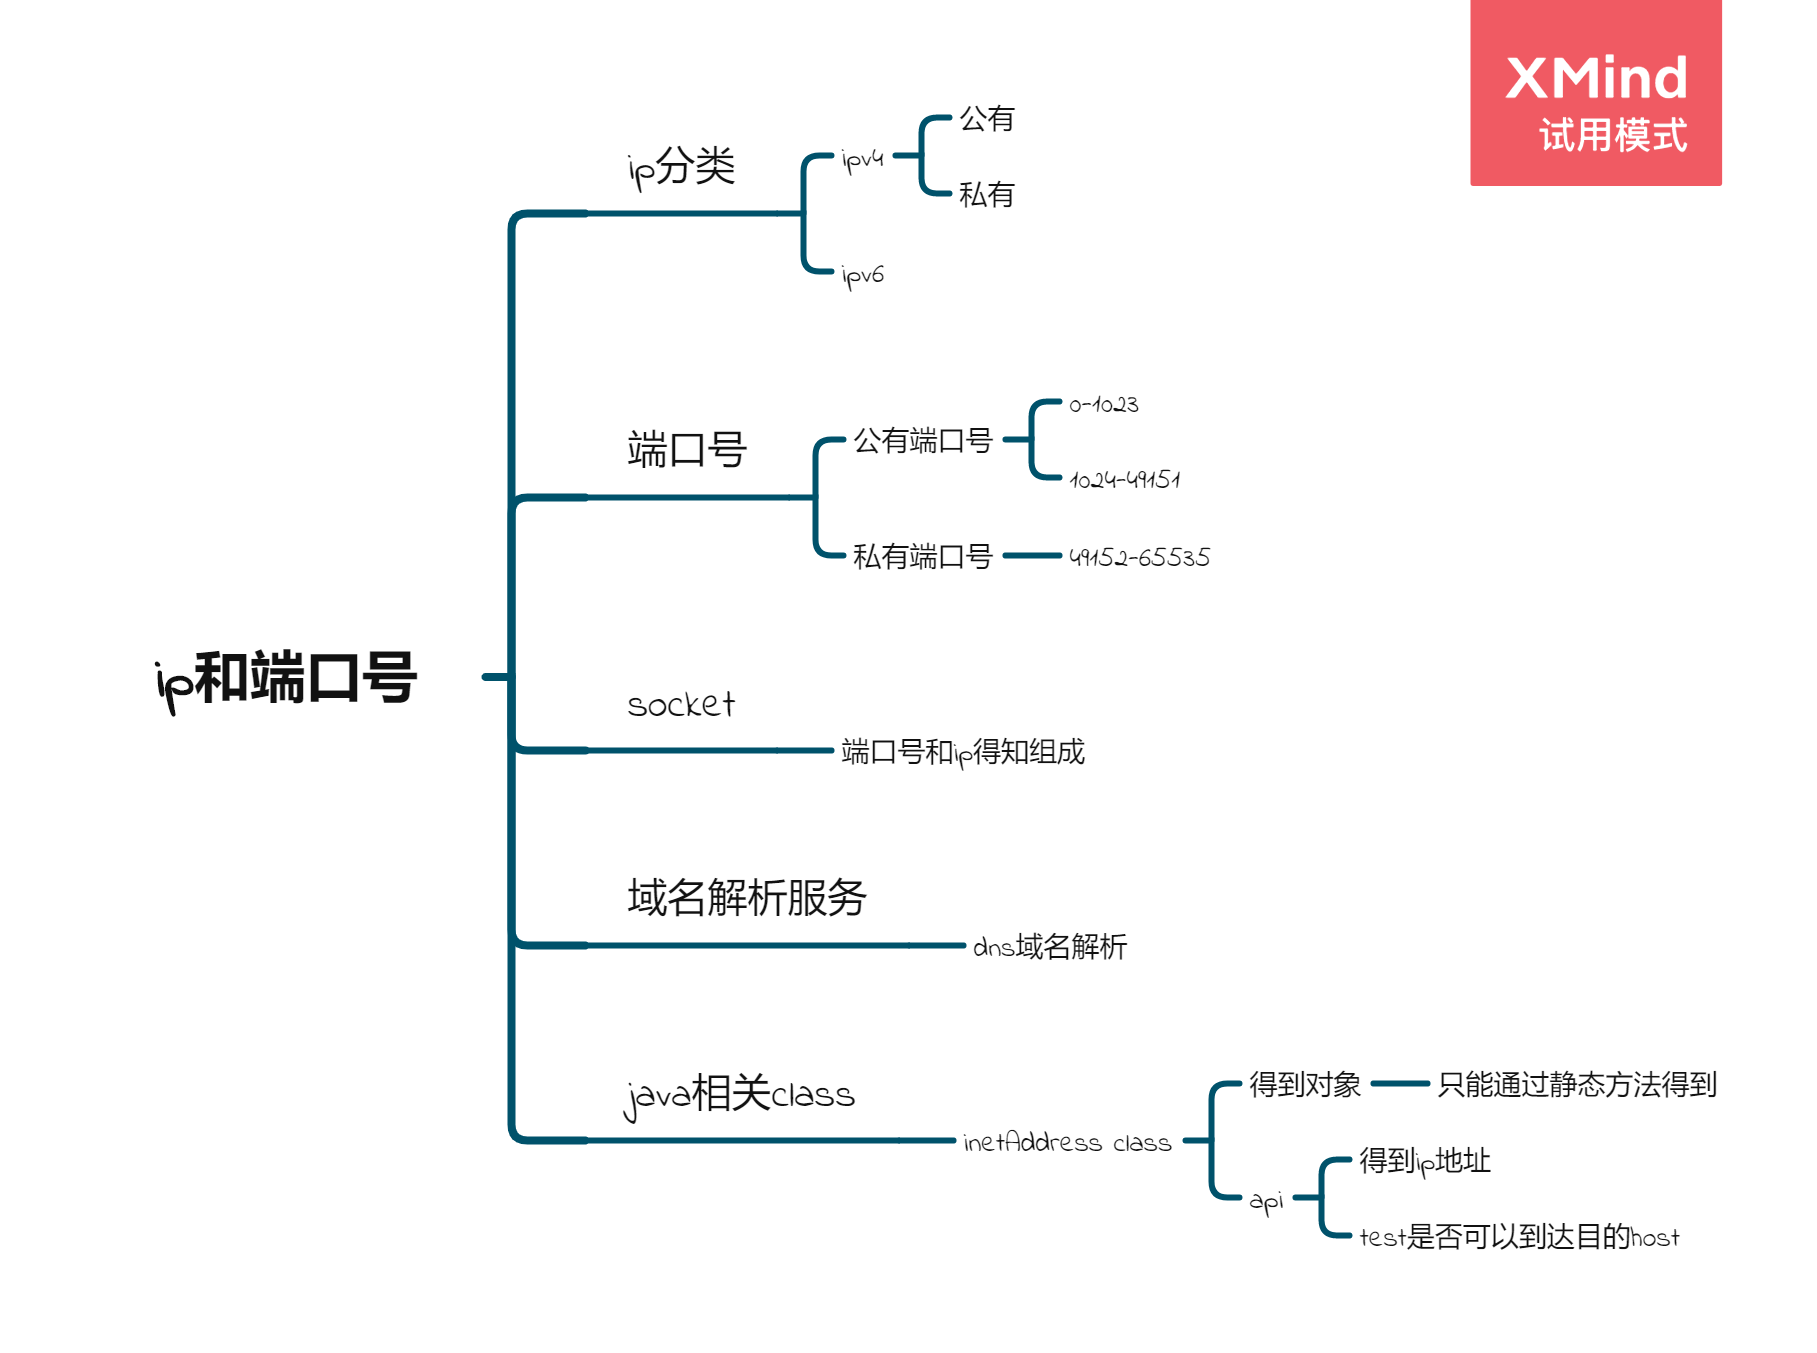 XMind
试用模式
ip和端口号
ip分类
ipv4
公有
私有
ipv6
端口号
公有端口号
0-1023
1024-49151
私有端口号
49152-65535
socket
端口号和ip得知组成
域名解析服务
dns域名解析
java相关class
inetAddress class
得到对象
只能通过静态方法得到
api
得到ip地址
test是否可以到达目的host